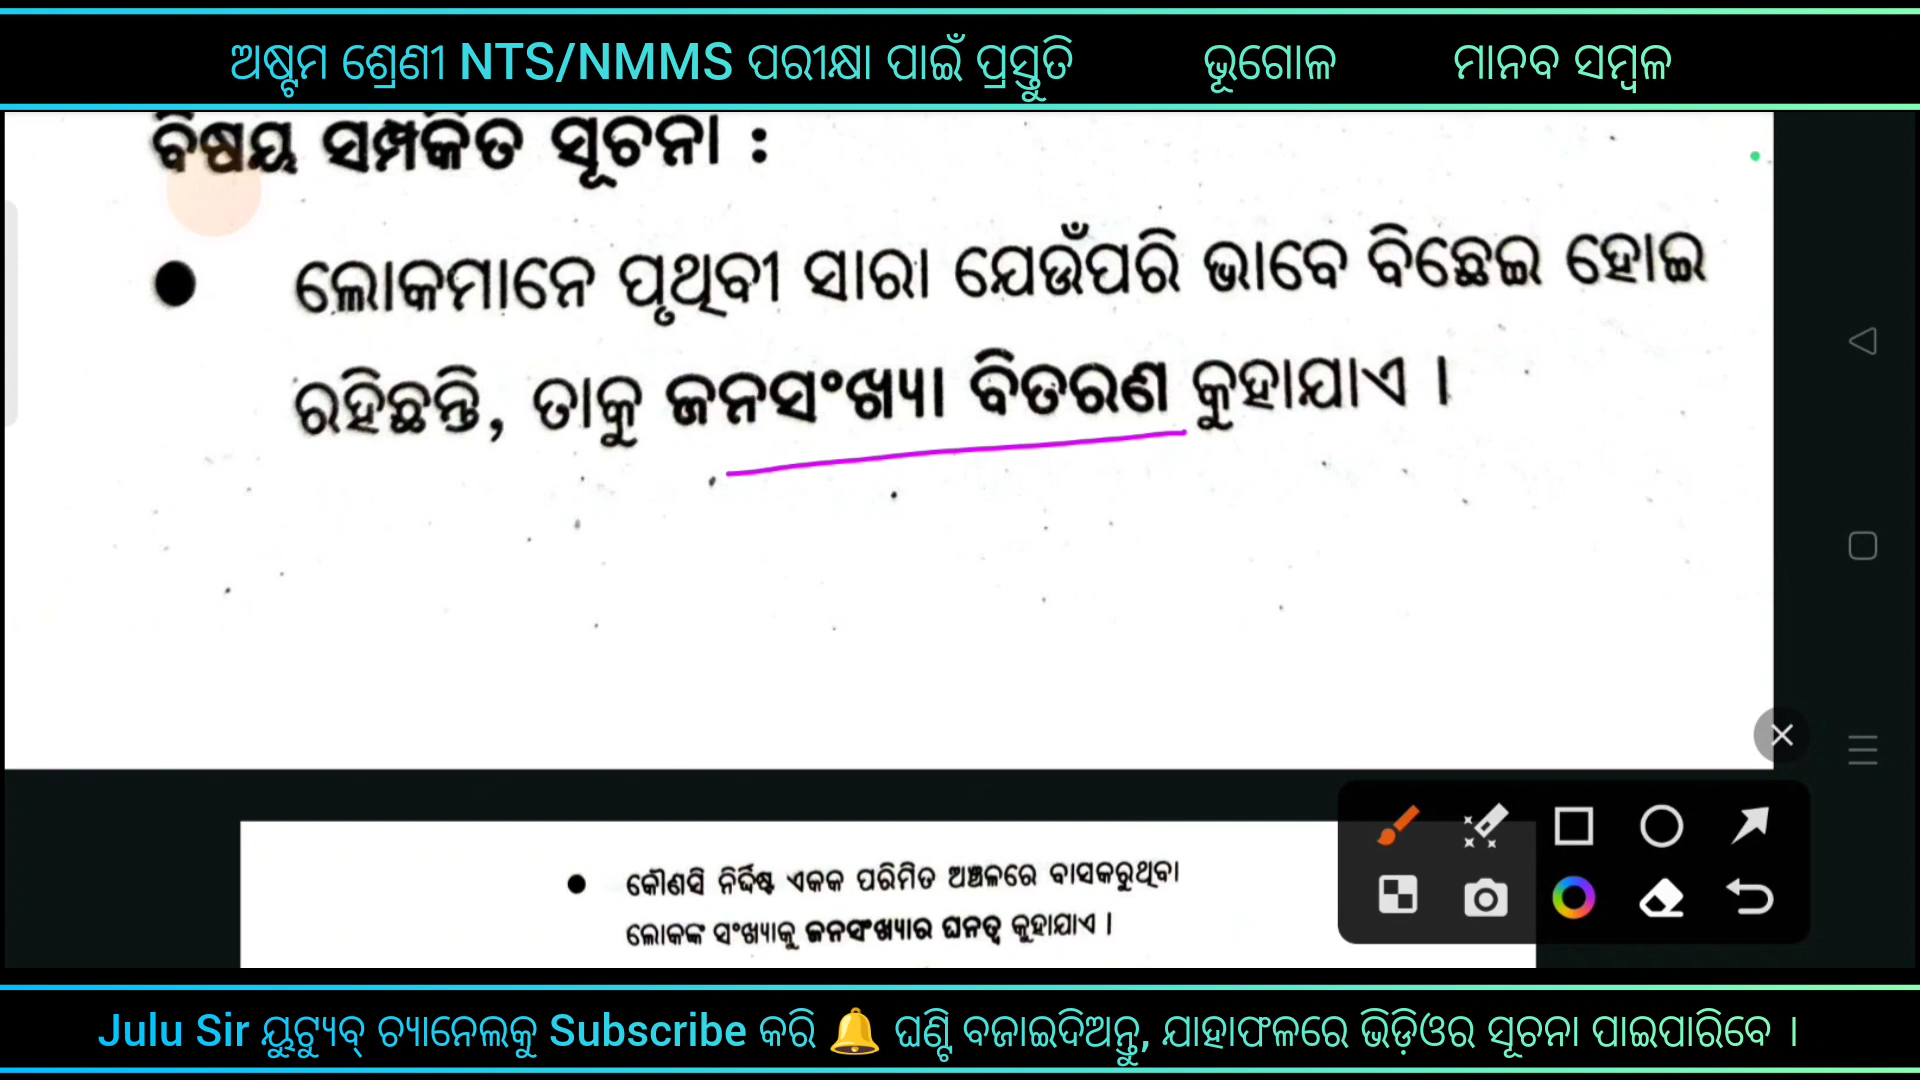 ଅଷ୍ଟମ ଶ୍ରେଣୀ NTS/NMMS ପରୀକ୍ଷା ପାଇଁ ପ୍ରସ୍ତୁତି ଭୂଗୋଳ ମାନବ ସମ୍ବଳ
ବିଷୟ ସମ୍ପର୍କିତ ସୂଚନା :
● ଲୋକମାନେ ପୃଥିବୀ ସାରା ଯେଉଁପରି ଭାବେ ବିଛେଇ ହୋଇ
ରହିଛନ୍ତି, ତାକୁ ଜନସଂଖ୍ୟା ବିତରଣ କୁହାଯାଏ ।
● କୌଣସି ନିର୍ଦ୍ଦିଷ୍ଟ ଏକକ ପରିମିତ ଅଞ୍ଚଳରେ ବାସକରୁଥିବା
ଲୋକଙ୍କ ସଂଖ୍ୟାକୁ ଜନସଂଖ୍ୟାର ଘନତ୍ୱ କୁହାଯାଏ ।
Julu Sir ୟୁଟ୍ୟୁବ୍ ଚ୍ୟାନେଲକୁ Subscribe କରି 🔔 ଘଣ୍ଟି ବଜାଇଦିଅନ୍ତୁ, ଯାହାଫଳରେ ଭିଡ଼ିଓର ସୂଚନା ପାଇପାରିବେ ।